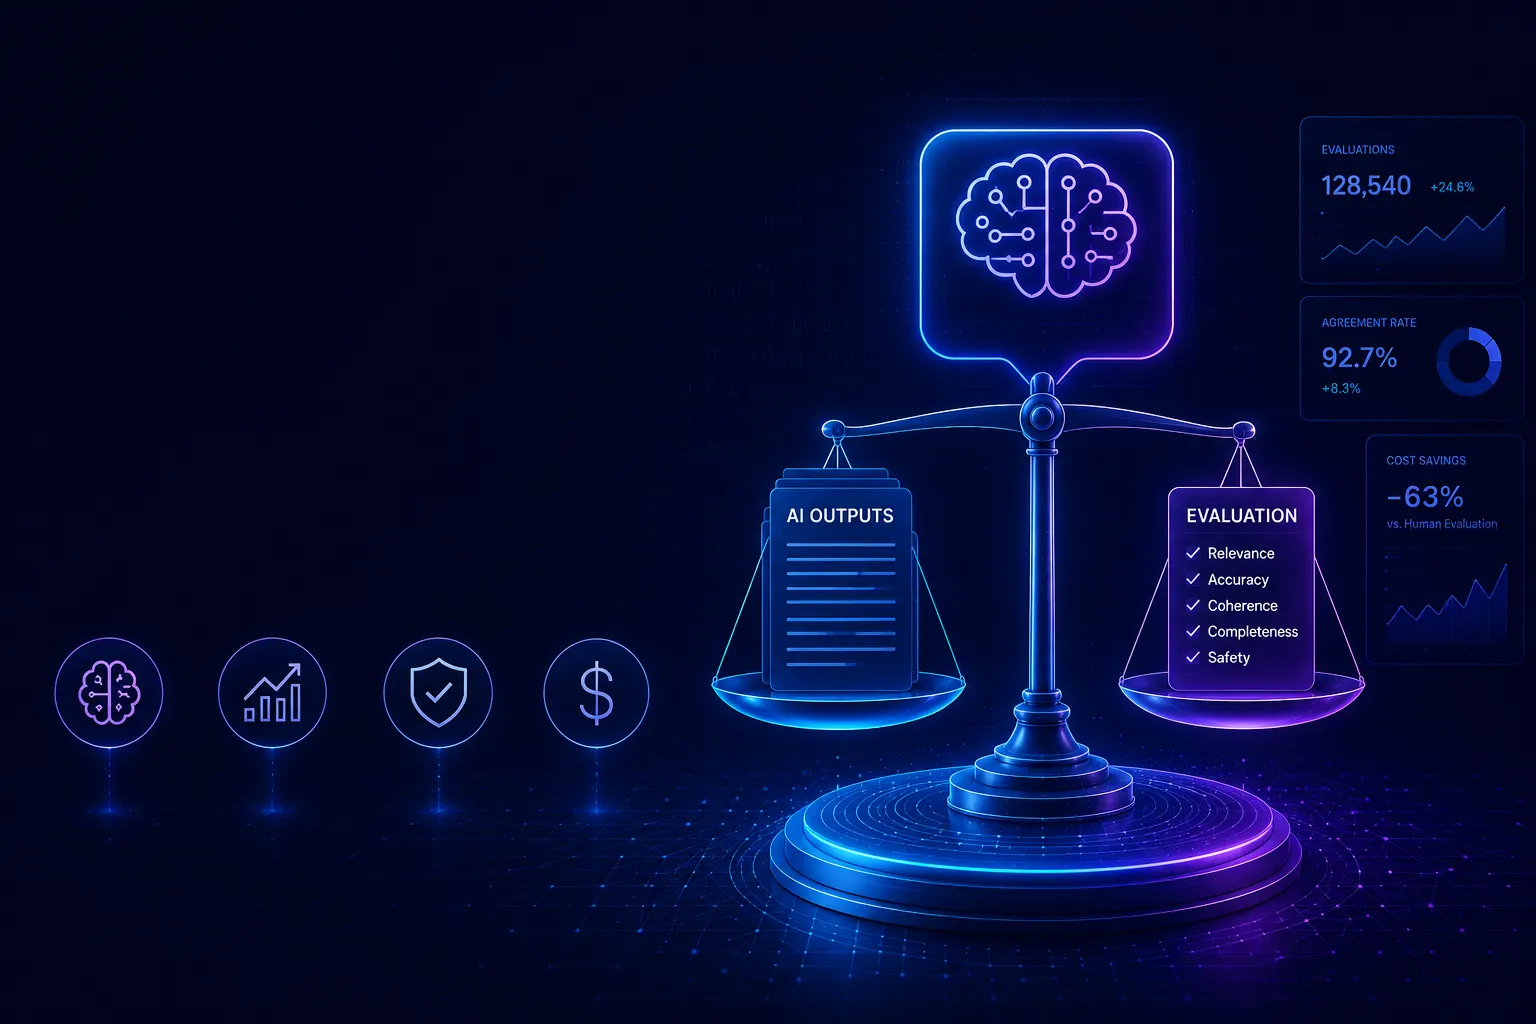 EVALUATIONS
128,540 +24.6%
AGREEMENT RATE
92.7%
+8.3%
COST SAVINGS
-63%
vs. Human Evaluation
AI OUTPUTS
EVALUATION
✓ Relevance
✓ Accuracy
✓ Coherence
✓ Completeness
✓ Safety
$